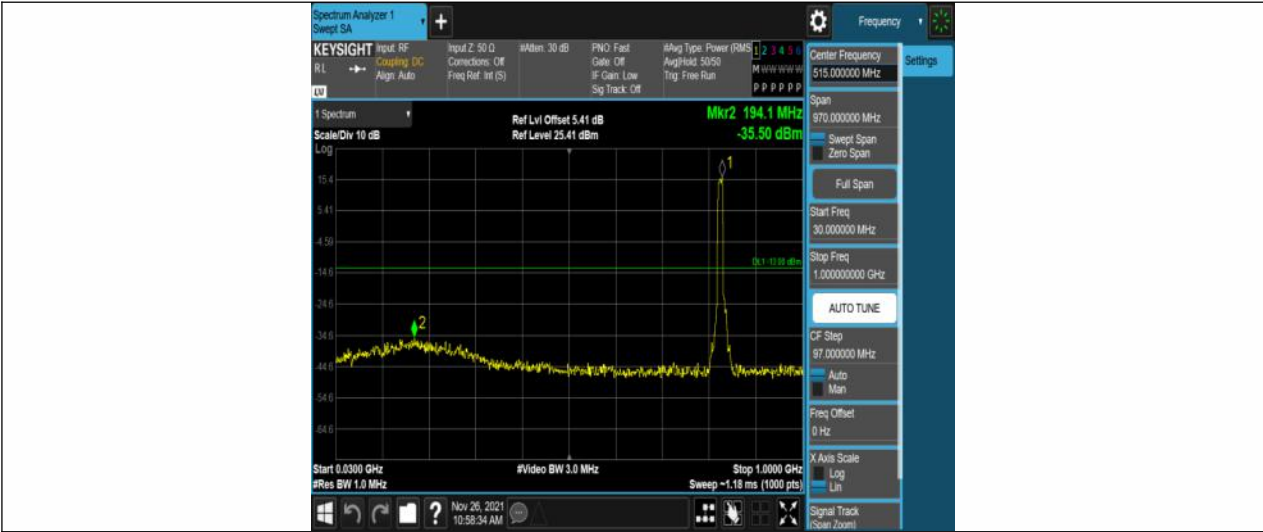 Spectrum Analyzer 1
Swept SA
+
Frequency
KEYSIGHT Input: RF
RL
Coupling: DC
Align: Auto
LXI
Input Z: 50 Ω
Corrections: Off
Freq Ref: Int (S)
#Atten: 30 dB
PNO: Fast
Gate: Off
IF Gain: Low
Sig Track: Off
#Avg Type: Power (RMS
Avg|Hold: 50/50
Trig: Free Run
1 2 3 4 5 6
M W W W W W
P P P P P P
1 Spectrum
Scale/Div 10 dB
Log
Ref Lvl Offset 5.41 dB
Ref Level 25.41 dBm
Mkr2 194.1 MHz
-35.50 dBm
15.4
5.41
-4.59
-14.6
-24.6
-34.6
-44.6
-54.6
-64.6
1
2
DL1 -13.00 dBm
Start 0.0300 GHz
#Res BW 1.0 MHz
#Video BW 3.0 MHz
Stop 1.0000 GHz
Sweep ~1.18 ms (1000 pts)
?
Nov 26, 2021
10:58:34 AM
Center Frequency
515.000000 MHz
Settings
Span
970.000000 MHz
Swept Span
Zero Span
Full Span
Start Freq
30.000000 MHz
Stop Freq
1.000000000 GHz
AUTO TUNE
CF Step
97.000000 MHz
Auto
Man
Freq Offset
0 Hz
X Axis Scale
Log
Lin
Signal Track
(Span Zoom)